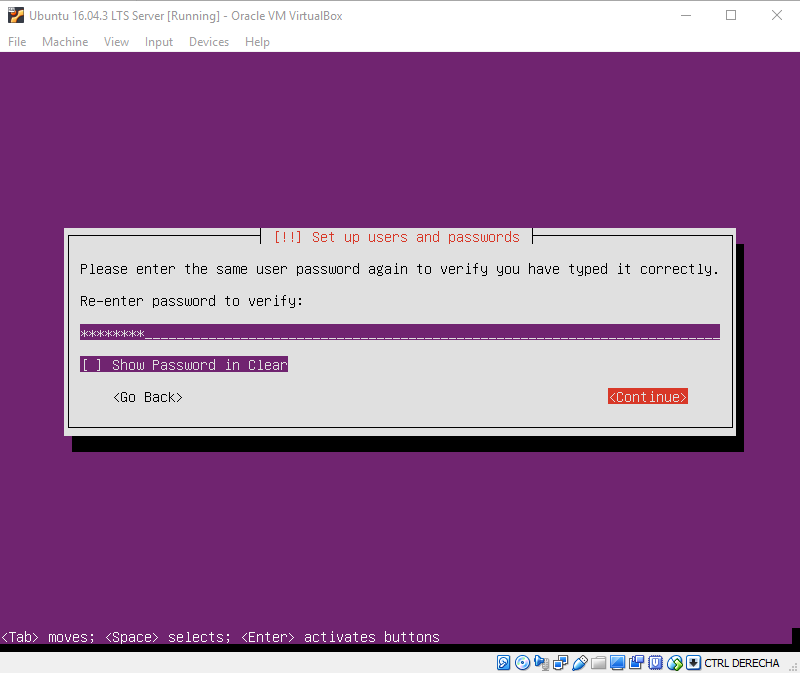 Ubuntu 16.04.3 LTS Server [Running] - Oracle VM VirtualBox
File Machine View Input Devices Help
[!!] Set up users and passwords
Please enter the same user password again to verify you have typed it correctly.
Re-enter password to verify:
********
[ ] Show Password in Clear
<Go Back> <Continue>
<Tab> moves; <Space> selects; <Enter> activates buttons
CTRL DERECHA